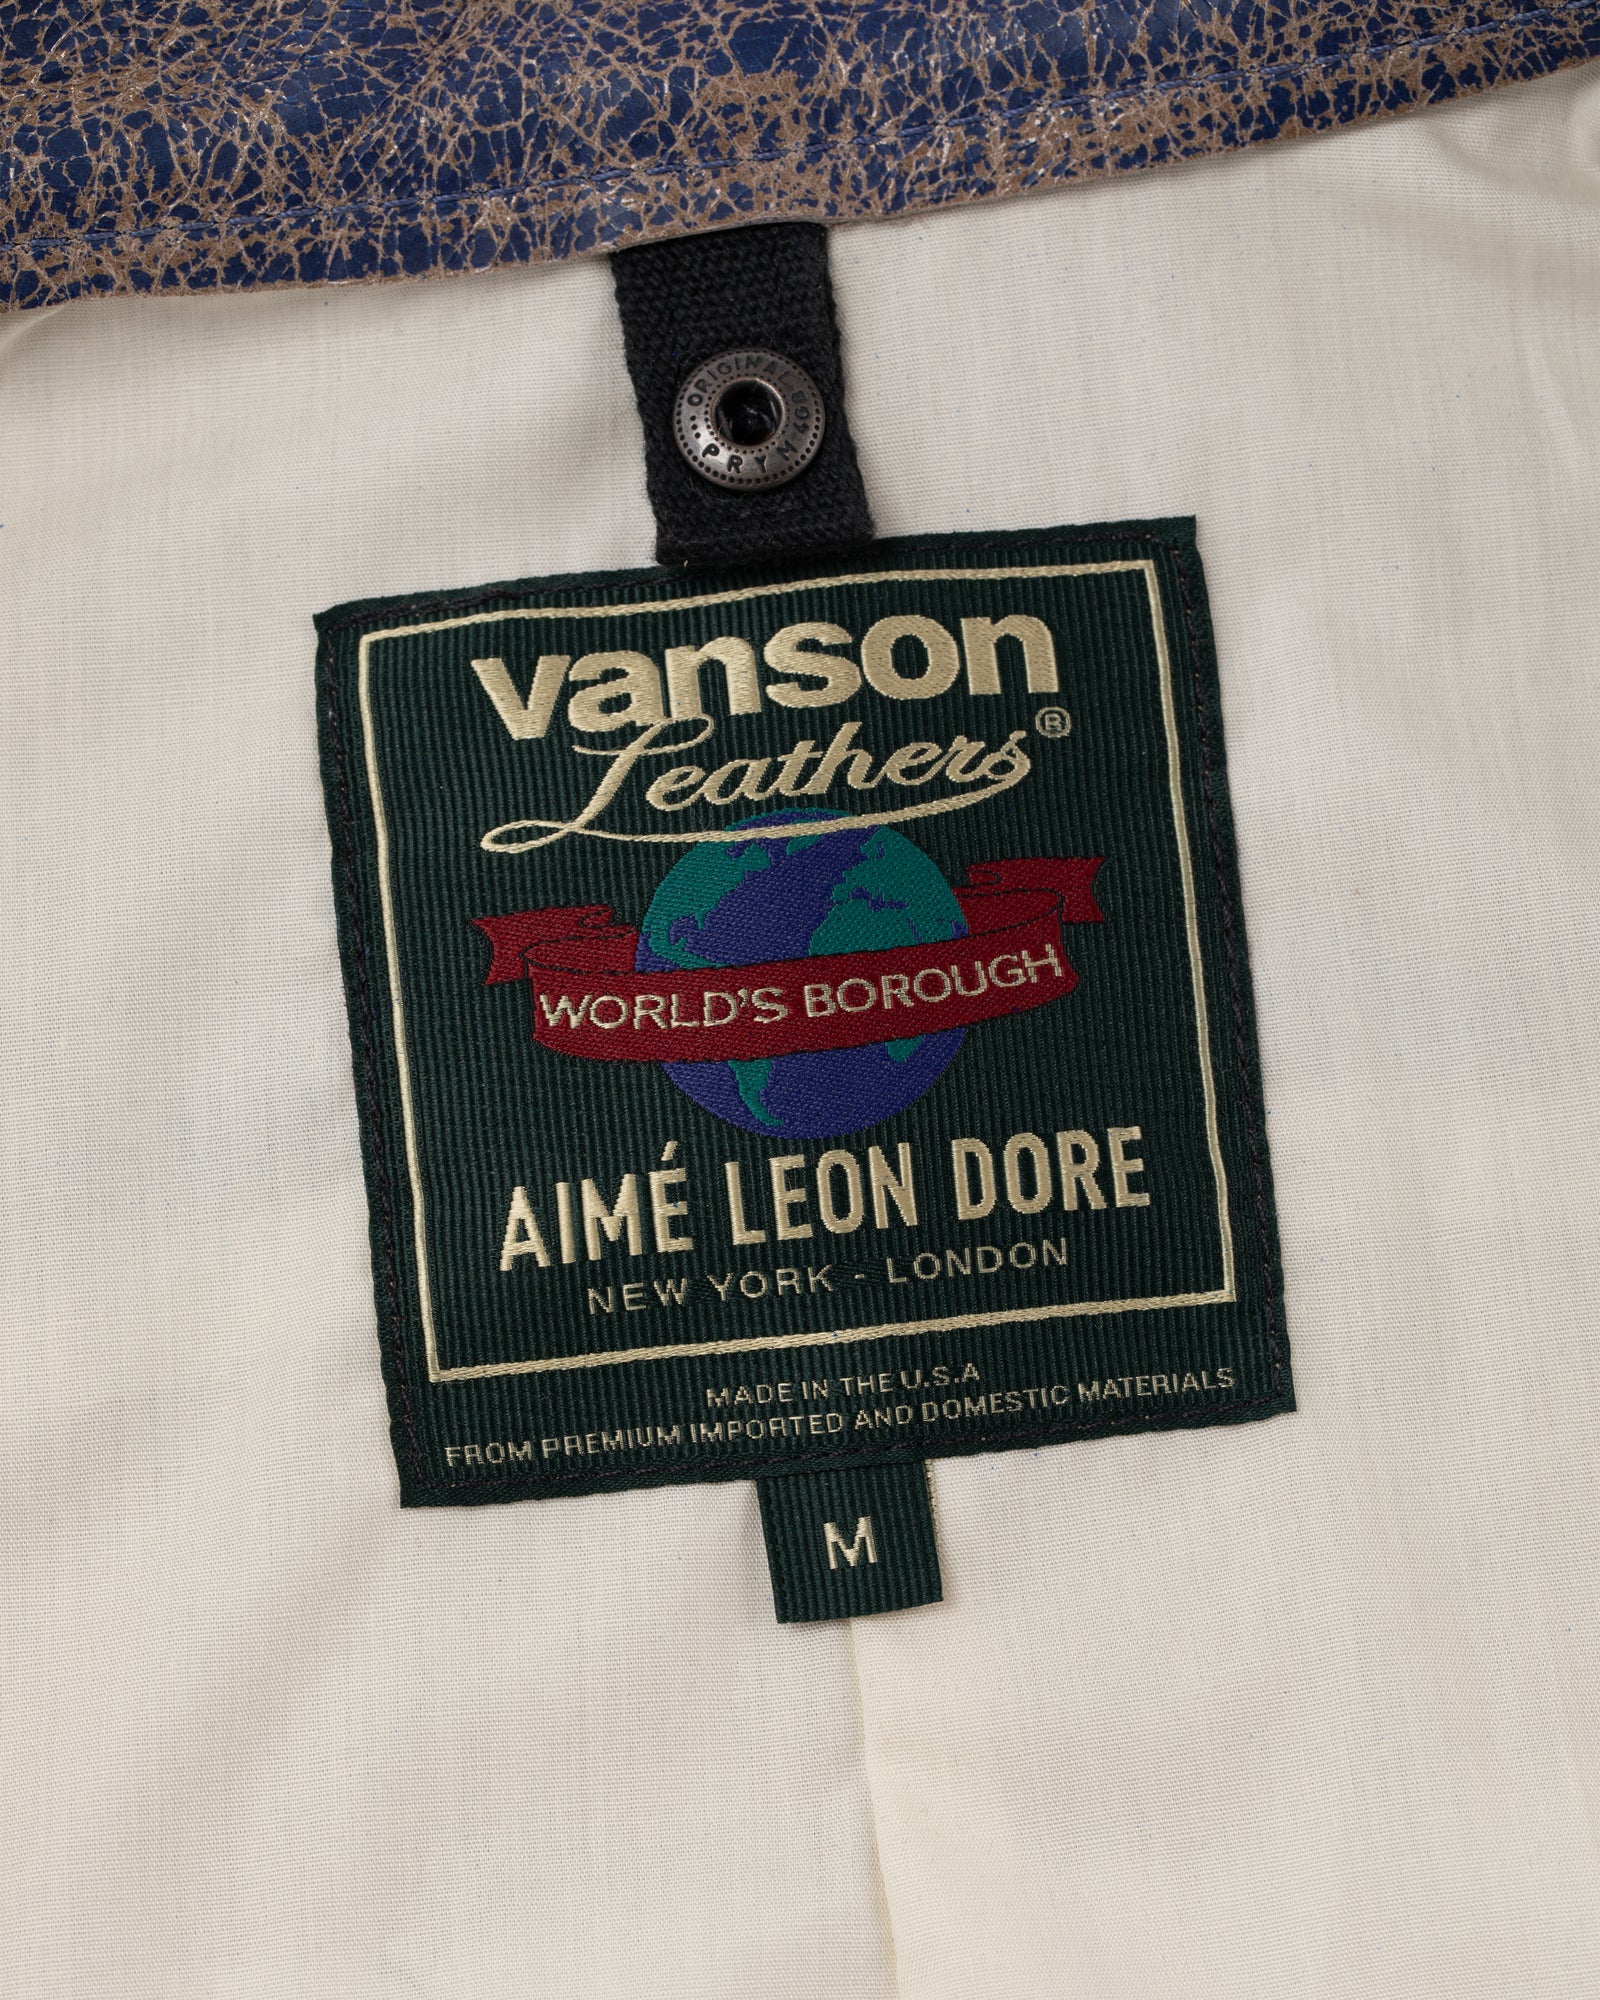 ORIGINAL
PRYM
vanson
Leathers®
WORLD'S BOROUGH
AIMÉ LEON DORE
NEW YORK - LONDON
MADE IN THE U.S.A
FROM PREMIUM IMPORTED AND DOMESTIC MATERIALS
M